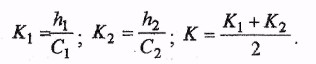 K₁ = h₁/C₁ ; K₂ = h₂/C₂ ; K = (K₁ + K₂)/2 .